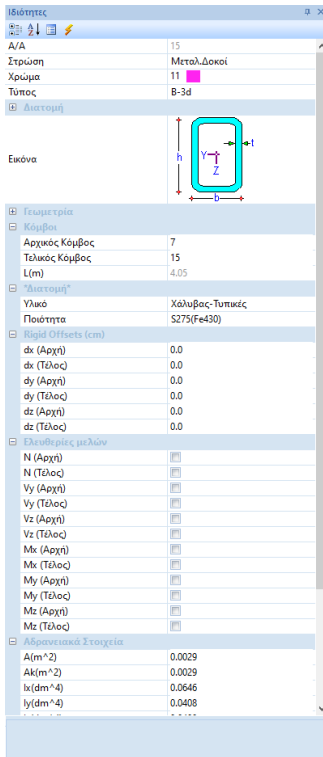 Ιδιότητες
A/A 15
Στρώση Μεταλ.Δοκοί
Χρώμα 11
Τύπος B-3d
Διατομή
Εικόνα
t
h Y
Z
b
Γεωμετρία
Κόμβοι
Αρχικός Κόμβος 7
Τελικός Κόμβος 15
L(m) 4.05
"Διατομή"
Υλικό Χάλυβας-Τυπικές
Ποιότητα S275(Fe430)
Rigid Offsets (cm)
dx (Αρχή) 0.0
dx (Τέλος) 0.0
dy (Αρχή) 0.0
dy (Τέλος) 0.0
dz (Αρχή) 0.0
dz (Τέλος) 0.0
Ελευθερίες μελών
N (Αρχή)
N (Τέλος)
Vy (Αρχή)
Vy (Τέλος)
Vz (Αρχή)
Vz (Τέλος)
Mx (Αρχή)
Mx (Τέλος)
My (Αρχή)
My (Τέλος)
Mz (Αρχή)
Mz (Τέλος)
Αδρανειακά Στοιχεία
A(m^2) 0.0029
Ak(m^2) 0.0029
Ix(dm^4) 0.0646
Iy(dm^4) 0.0408